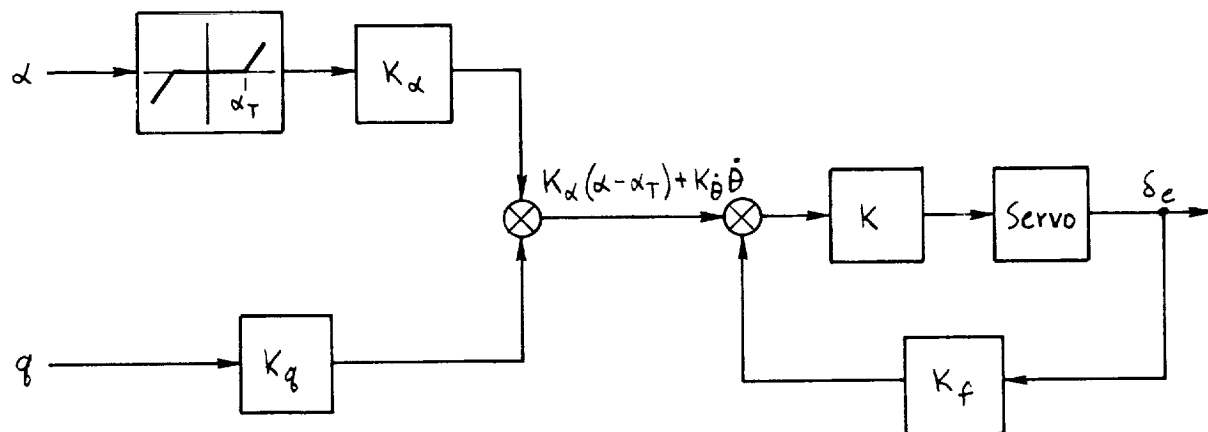 α
α_T
K_α
K_α(α-α_T)+K_θ̇ θ̇
K
Servo
δ_e
q
K_q
K_f